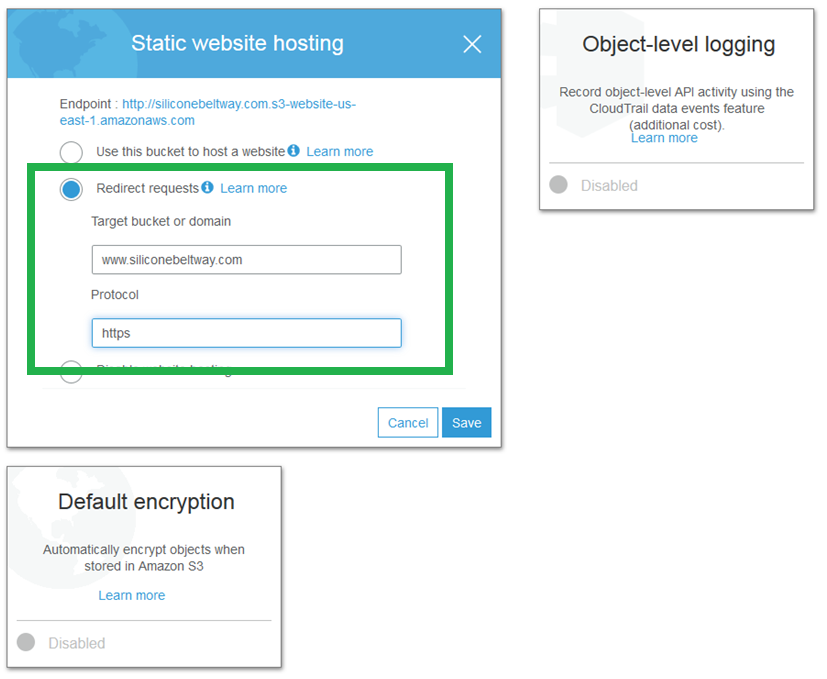 Static website hosting
Endpoint : http://siliconebeltway.com.s3-website-us-
east-1.amazonaws.com
Use this bucket to host a website Learn more
Redirect requests Learn more
Target bucket or domain
www.siliconebeltway.com
Protocol
https
Cancel
Save
Object-level logging
Record object-level API activity using the
CloudTrail data events feature
(additional cost).
Learn more
Disabled
Default encryption
Automatically encrypt objects when
stored in Amazon S3
Learn more
Disabled